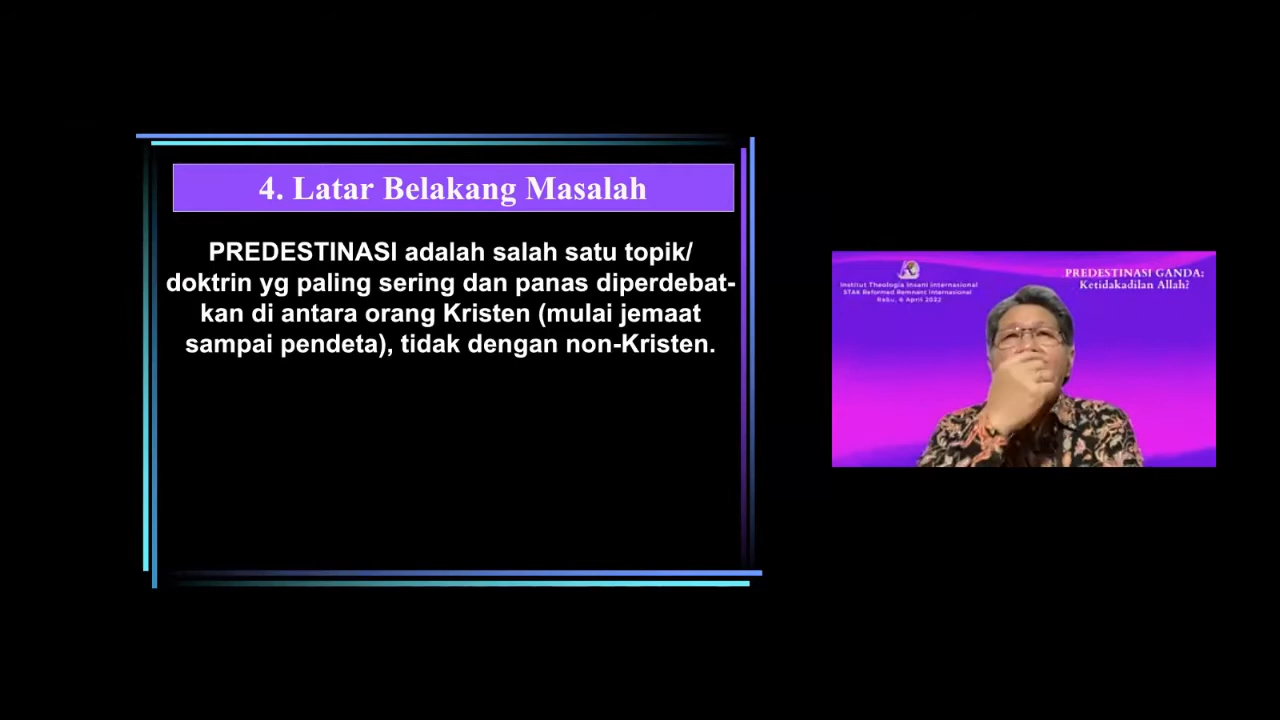 4. Latar Belakang Masalah
PREDESTINASI adalah salah satu topik/
doktrin yg paling sering dan panas diperdebat-
kan di antara orang Kristen (mulai jemaat
sampai pendeta), tidak dengan non-Kristen.
Institut Theologia Insani Internasional
STAK Reformed Remnant Internasional
Rabu, 6 April 2022
PREDESTINASI GANDA:
Ketidakadilan Allah?